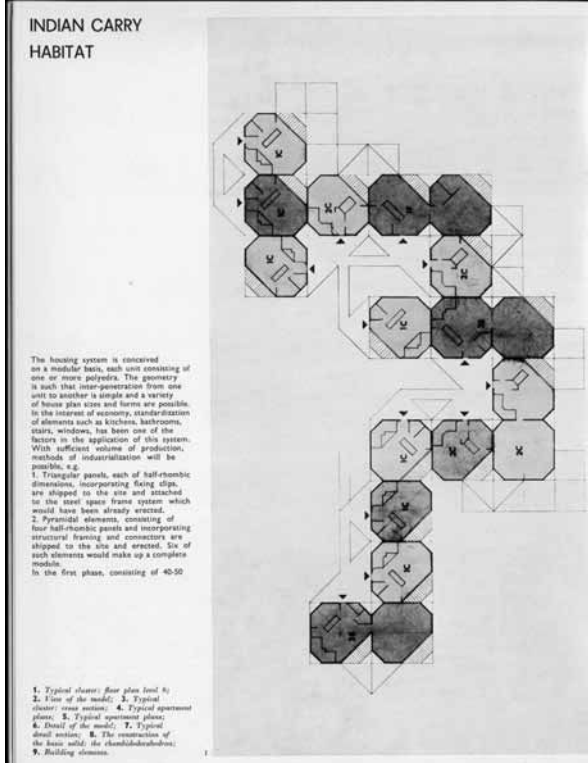 INDIAN CARRY
HABITAT
The housing system is conceived
on a modular basis, each unit consisting of
one or more polyedra. The geometry
is such that inter-penetration from one
unit to another is simple and a variety
of house plan sizes and forms are possible.
In the interest of economy, standardization
of elements such as kitchens, bathrooms,
stairs, windows, has been one of the
factors in the application of this system.
With sufficient volume of production,
methods of industrialization will be
possible, e.g.
1. Triangular panels, each of half-rhombic
dimensions, incorporating fixing clips,
are shipped to the site and attached
to the steel space frame system which
would have been already erected.
2. Pyramidal elements, consisting of
four half-rhombic panels and incorporating
structural framing and connectors are
shipped to the site and erected. Six of
such elements would make up a complete
module.
In the first phase, consisting of 40-50
1. Typical cluster: floor plan level 6;
2. View of the model; 3. Typical
cluster: cross section; 4. Typical apartment
plans; 5. Typical apartment plans;
6. Detail of the model; 7. Typical
detail section; 8. The construction of
the basic solid: the rhombidodecahedron;
9. Building elements.
1